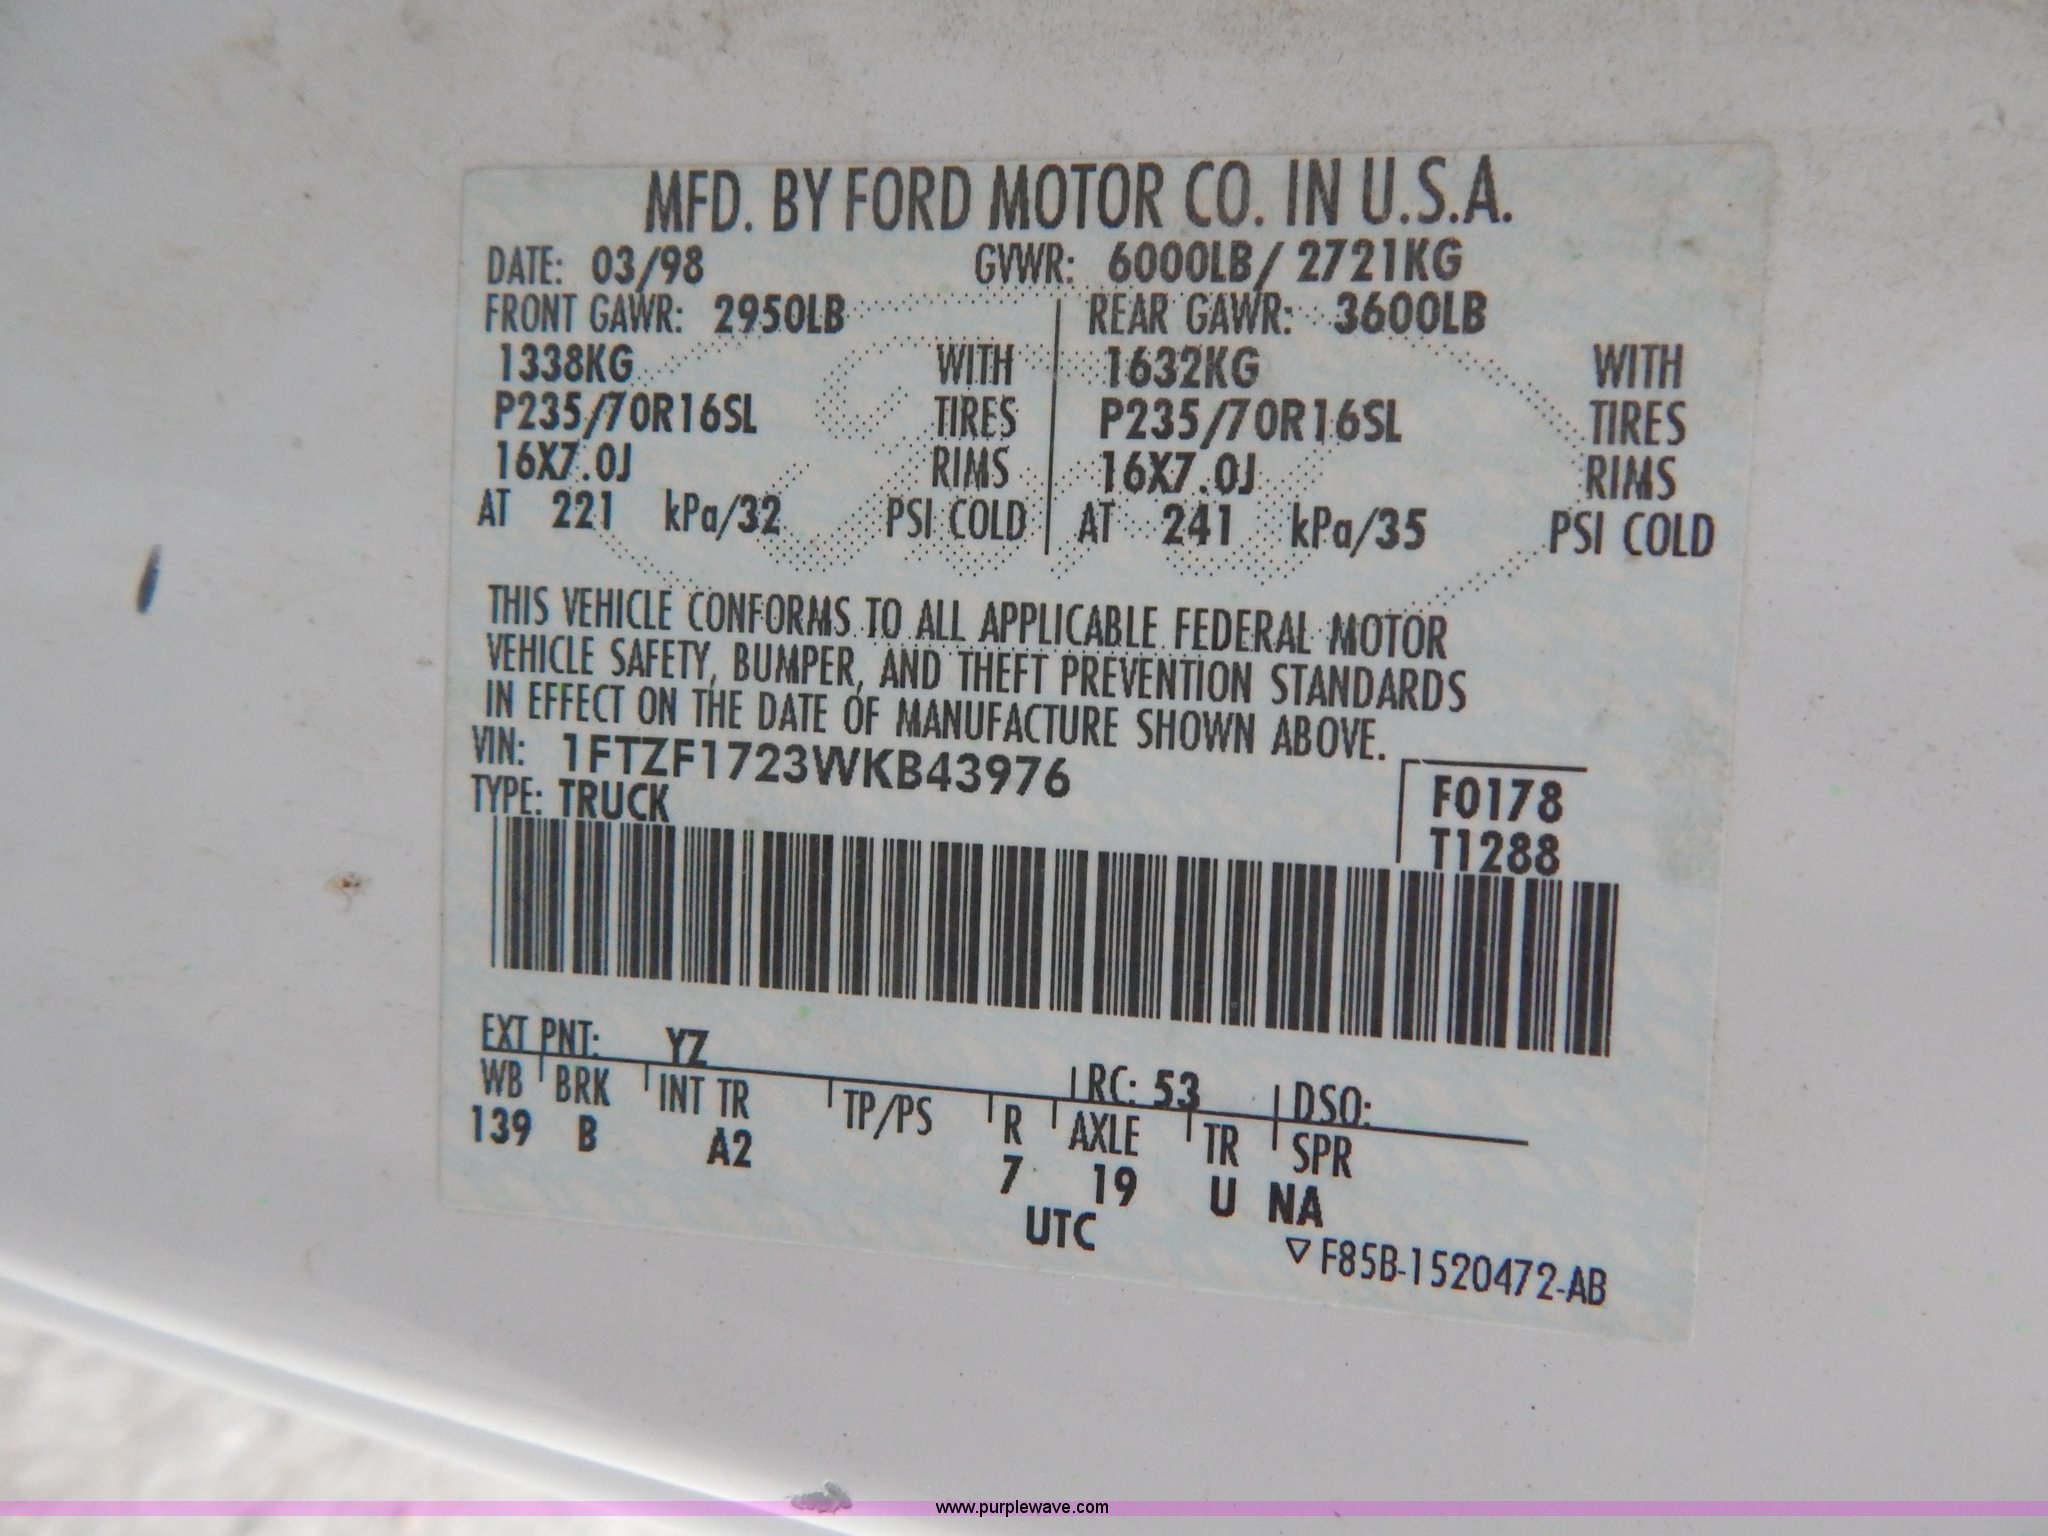 MFD. BY FORD MOTOR CO. IN U.S.A.
DATE: 03/98 GVWR: 6000LB/ 2721KG
FRONT GAWR: 2950LB REAR GAWR: 3600LB
1338KG WITH 1632KG WITH
P235/70R16SL TIRES P235/70R16SL TIRES
16X7.0J RIMS 16X7.0J RIMS
AT 221 kPa/32 PSI COLD AT 241 kPa/35 PSI COLD
THIS VEHICLE CONFORMS TO ALL APPLICABLE FEDERAL MOTOR
VEHICLE SAFETY, BUMPER, AND THEFT PREVENTION STANDARDS
IN EFFECT ON THE DATE OF MANUFACTURE SHOWN ABOVE.
VIN: 1FTZF1723WKB43976
TYPE: TRUCK
F0178
T1288
EXT PNT: YZ RC: 53 DSO:
WB BRK INT TR TP/PS R AXLE TR SPR
139 B A2 7 19 U NA
UTC
▽F85B-1520472-AB
www.purplewave.com